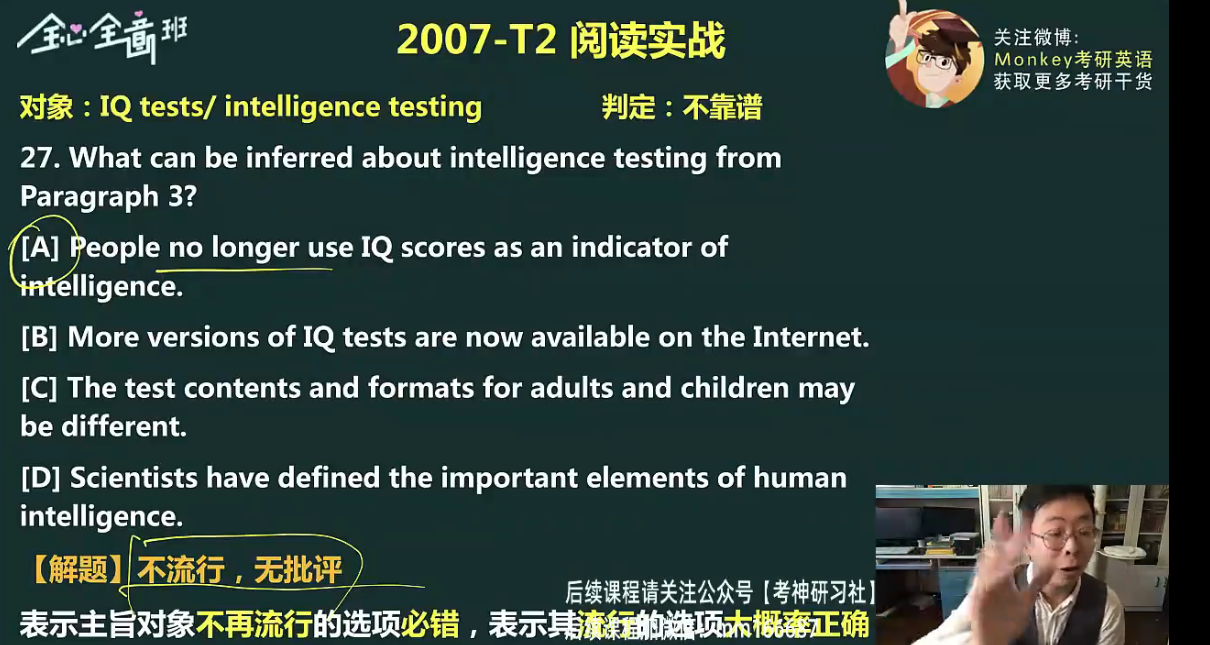 全心全意班
2007-T2 阅读实战
关注微博:
Monkey考研英语
获取更多考研干货
对象：IQ tests/ intelligence testing
判定：不靠谱
27. What can be inferred about intelligence testing from
Paragraph 3?
[A] People no longer use IQ scores as an indicator of
intelligence.
[B] More versions of IQ tests are now available on the Internet.
[C] The test contents and formats for adults and children may
be different.
[D] Scientists have defined the important elements of human
intelligence.
【解题】不流行，无批评
后续课程请关注公众号【考神研习社】
表示主旨对象不再流行的选项必错，表示其流行的选项大概率正确